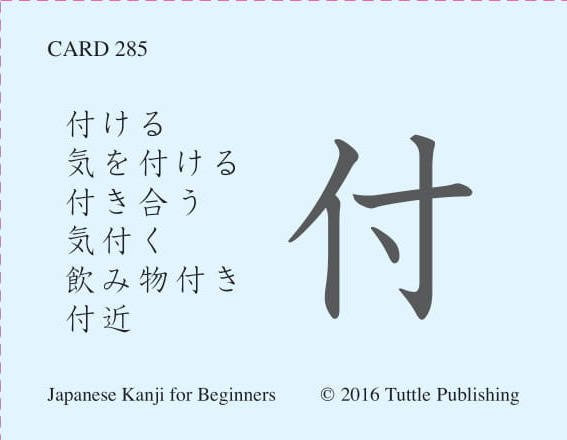 CARD 285
付ける
気を付ける
付き合う
気付く
飲み物付き
付近
付
Japanese Kanji for Beginners
© 2016 Tuttle Publishing